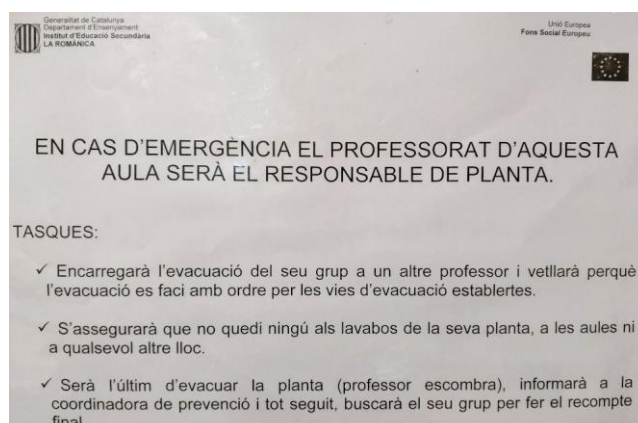 Generalitat de Catalunya
Departament d'Ensenyament
Institut d'Educació Secundària
LA ROMÀNICA
Unió Europea
Fons Social Europeu
EN CAS D'EMERGÈNCIA EL PROFESSORAT D'AQUESTA
AULA SERÀ EL RESPONSABLE DE PLANTA.
TASQUES:
✓ Encarregarà l'evacuació del seu grup a un altre professor i vetllarà perquè
l'evacuació es faci amb ordre per les vies d'evacuació establertes.
✓ S'assegurarà que no quedi ningú als lavabos de la seva planta, a les aules ni
a qualsevol altre lloc.
✓ Serà l'últim d'evacuar la planta (professor escombra), informarà a la
coordinadora de prevenció i tot seguit, buscarà el seu grup per fer el recompte
final.